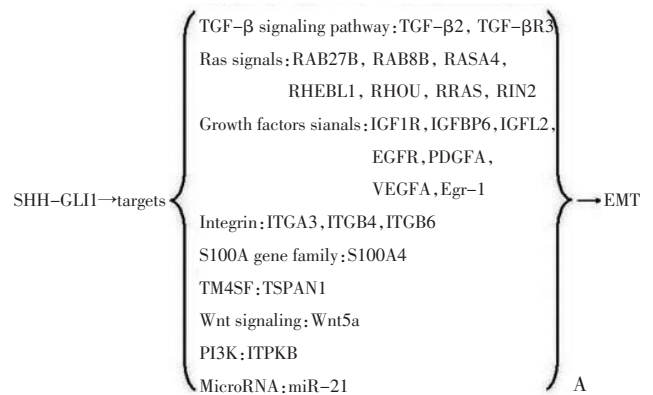 TGF-β signaling pathway:TGF-β2, TGF-βR3
Ras signals:RAB27B, RAB8B, RASA4,
RHEBL1, RHOU, RRAS, RIN2
Growth factors sianals:IGF1R,IGFBP6,IGFL2,
EGFR,PDGFA,
VEGFA,Egr-1
SHH-GLI1→targets
→EMT
Integrin:ITGA3,ITGB4,ITGB6
S100A gene family:S100A4
TM4SF:TSPAN1
Wnt signaling:Wnt5a
PI3K:ITPKB
MicroRNA:miR-21
A